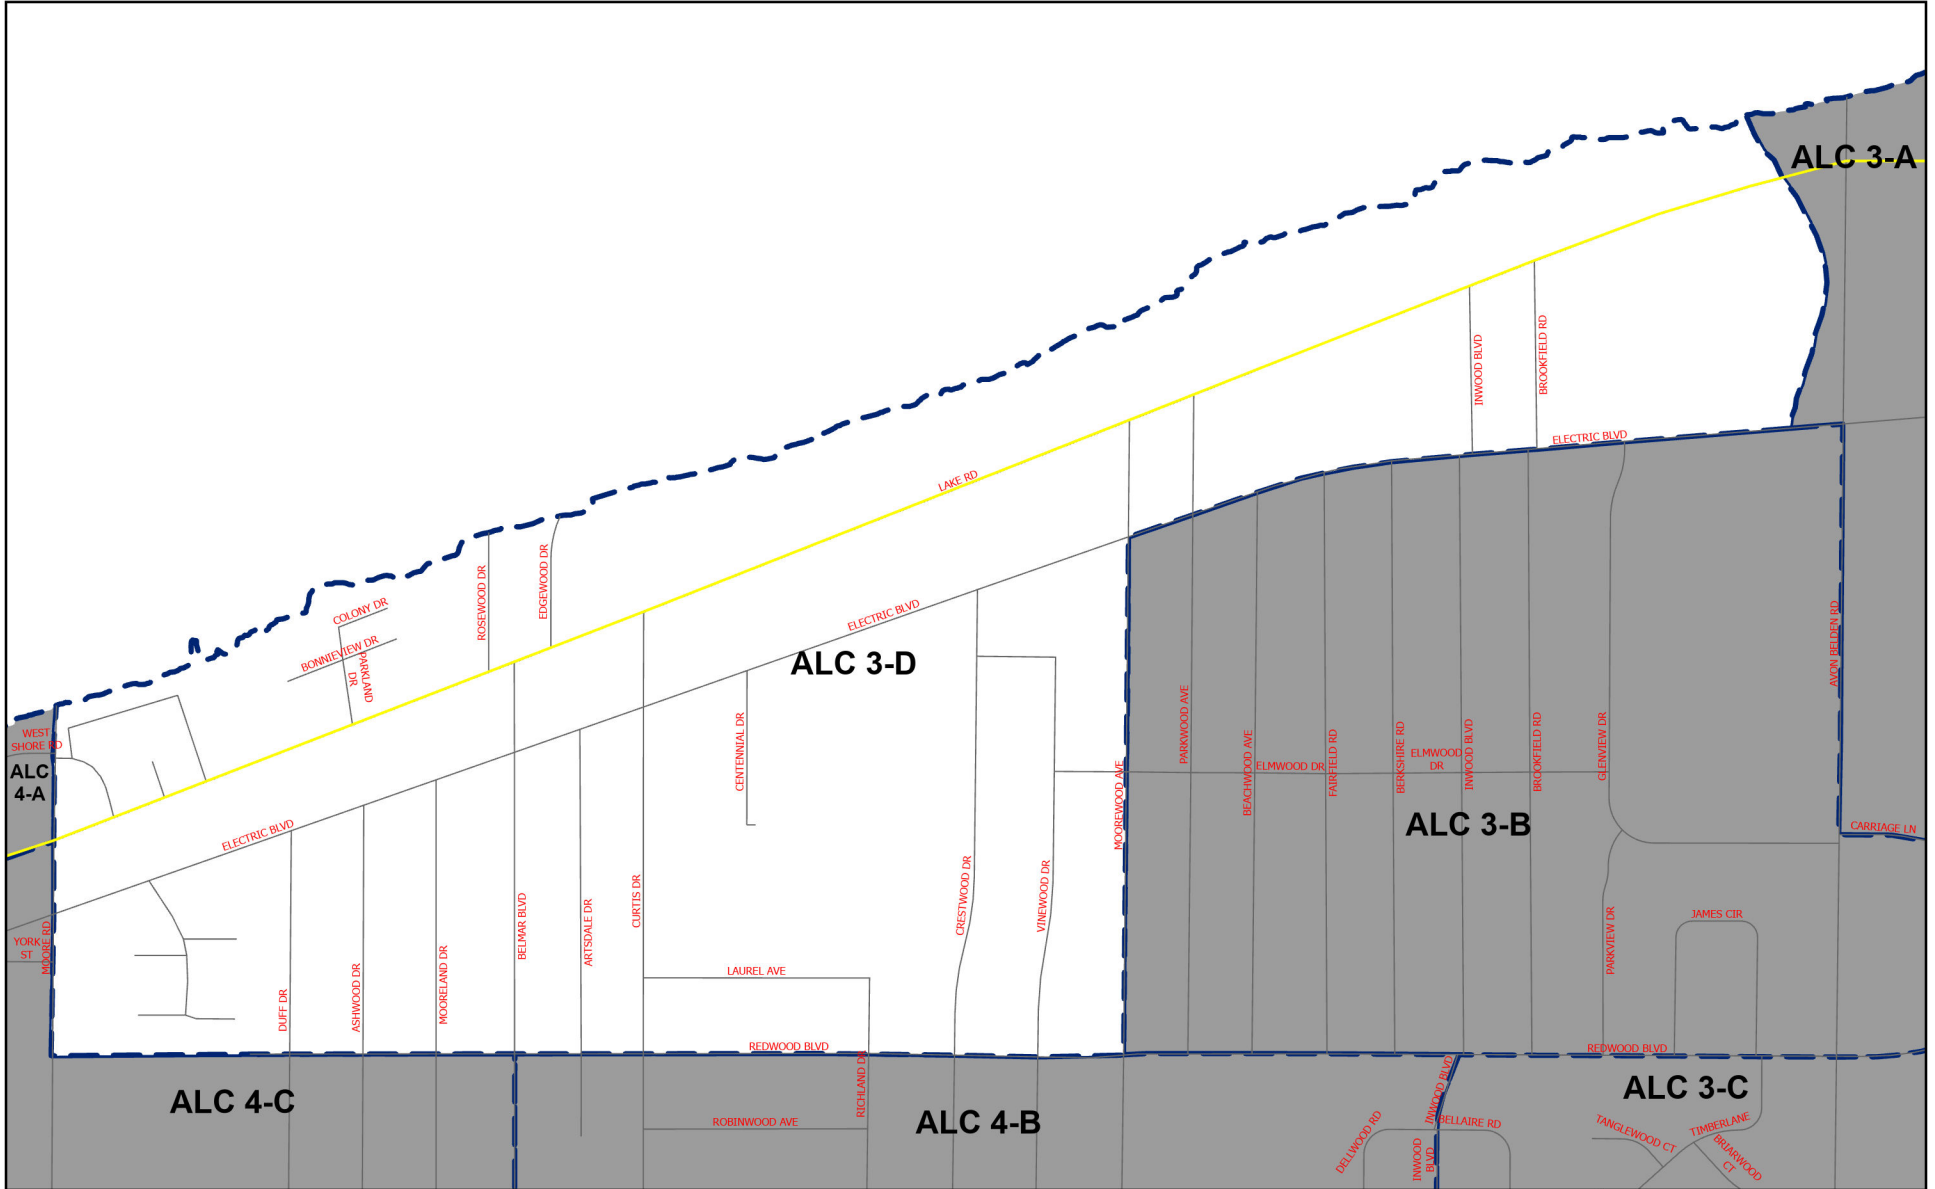 ALC 3-A
INWOOD BLVD
BROOKFIELD RD
ELECTRIC BLVD
LAKE RD
ROSEWOOD DR
EDGEWOOD DR
COLONY DR
BONNIEVIEW DR
PARKLAND
DR
ELECTRIC BLVD
ALC 3-D
WEST
SHORE RD
ALC
4-A
ELECTRIC BLVD
CENTENNIAL DR
MOOREWOOD AVE
PARKWOOD AVE
BEACHWOOD AVE
ELMWOOD DR
FAIRFIELD RD
BERKSHIRE RD
ELMWOOD
DR
INWOOD BLVD
BROOKFIELD RD
GLENVIEW DR
AVON BELDEN RD
ALC 3-B
CARRIAGE LN
YORK
ST
MOORE RD
DUFF DR
ASHWOOD DR
MOORELAND DR
BELMAR BLVD
ARTSDALE DR
CURTIS DR
LAUREL AVE
CRESTWOOD DR
VINEWOOD DR
PARKVIEW DR
JAMES CIR
REDWOOD BLVD
REDWOOD BLVD
ALC 4-C
RICHLAND DR
ROBINWOOD AVE
ALC 4-B
DELLWOOD RD
INWOOD BLVD
BELLAIRE RD
INWOOD
BLVD
ALC 3-C
TANGLEWOOD CT
TIMBERLANE
BRIARWOOD
CT